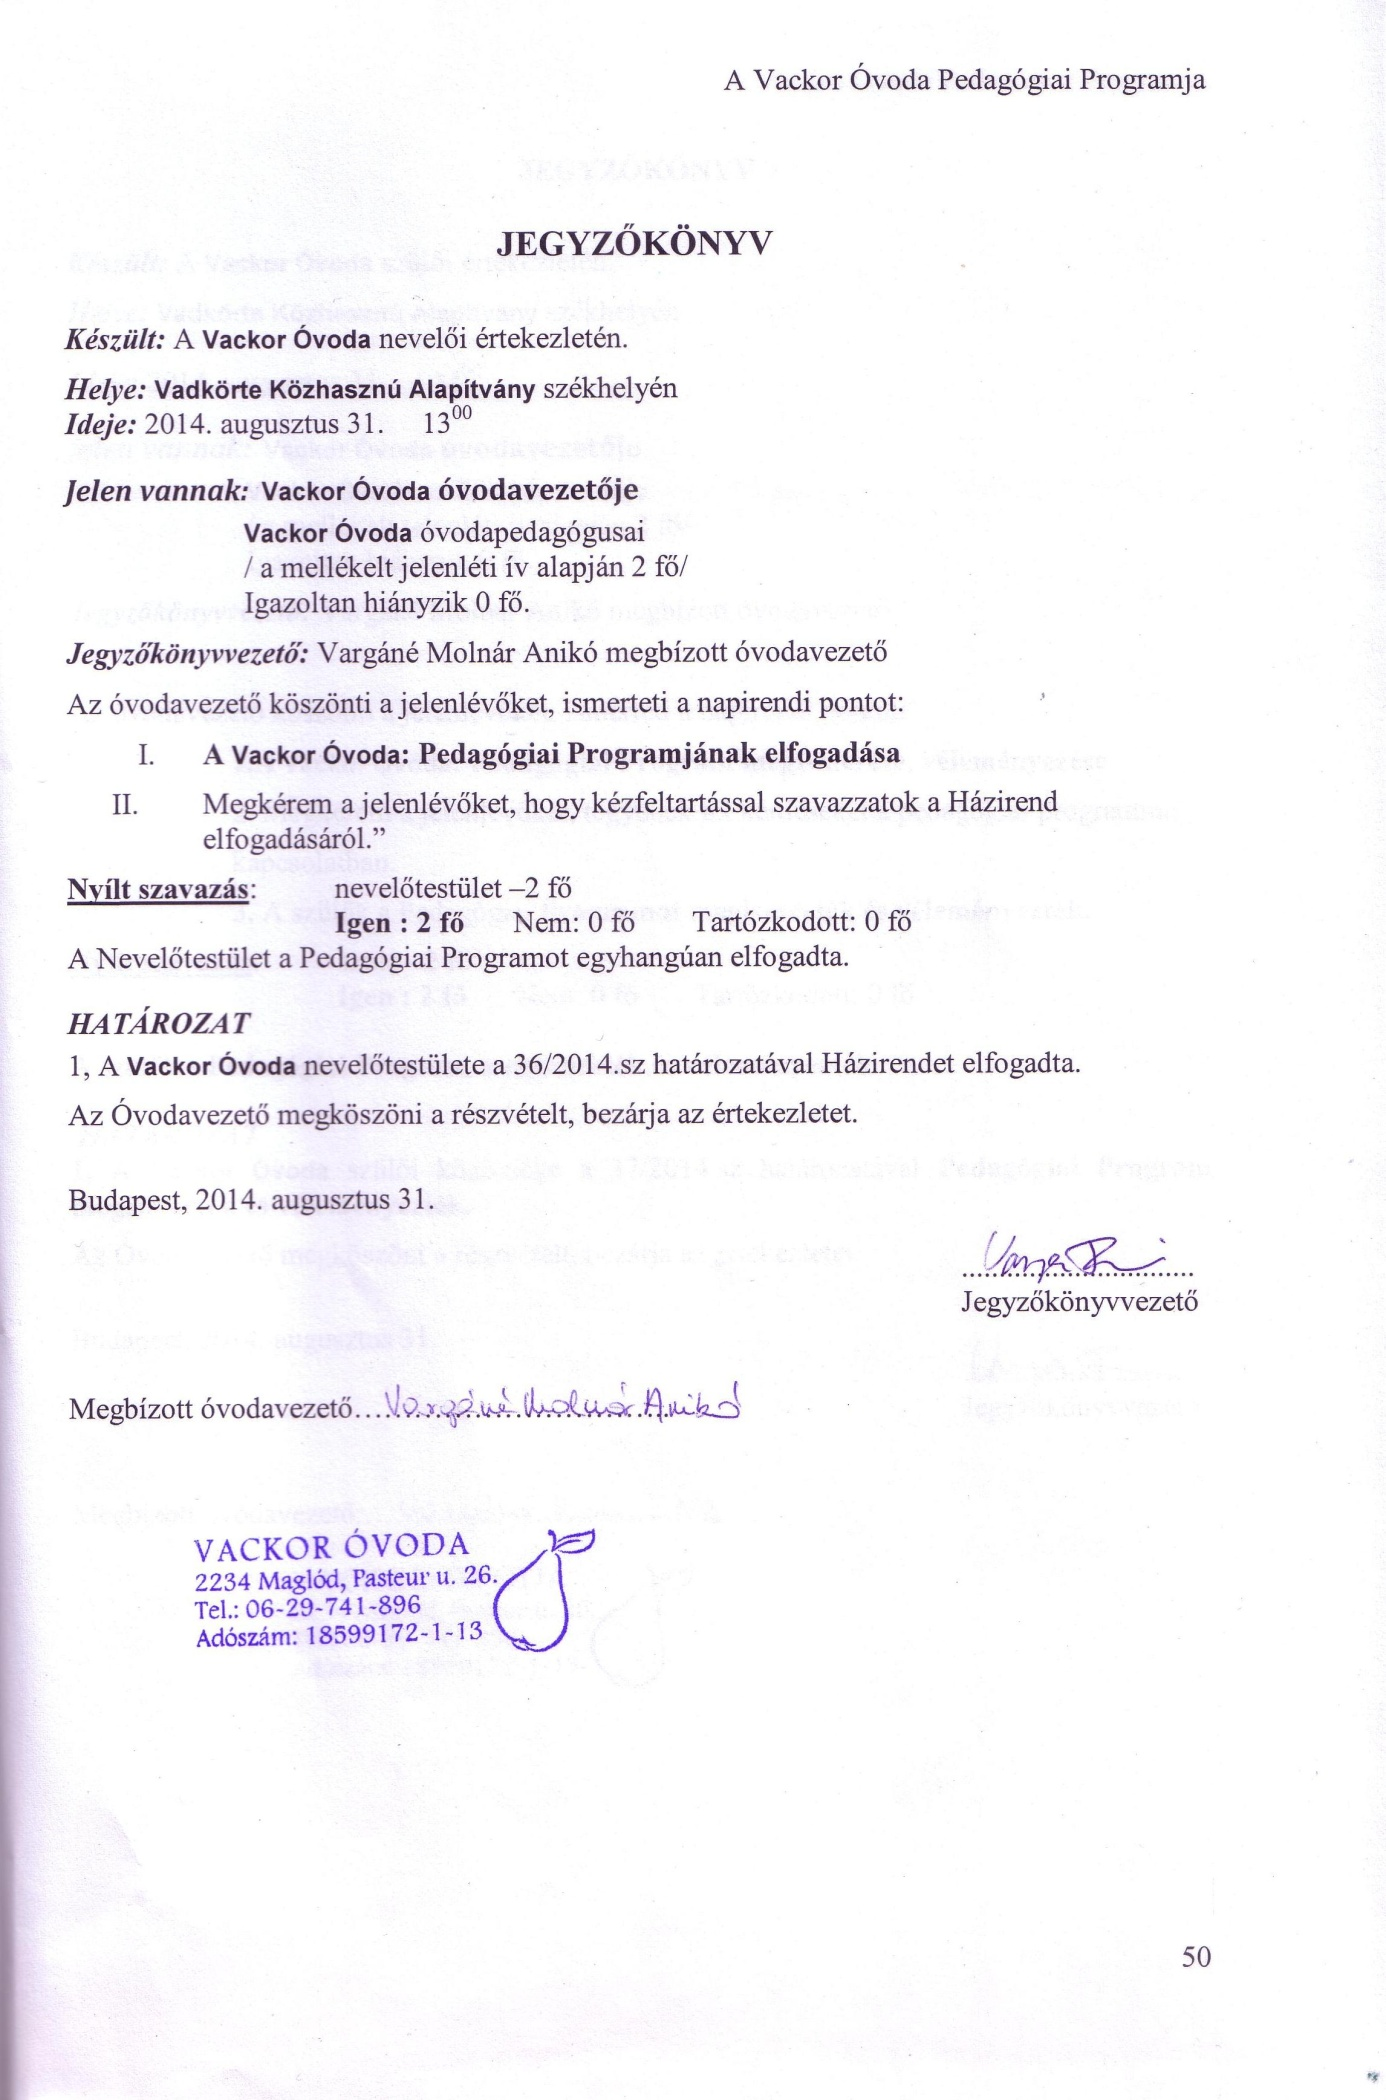 A Vackor Óvoda Pedagógiai Programja
JEGYZŐKÖNYV
Készült: A Vackor Óvoda nevelői értekezletén.
Helye: Vadkörte Közhasznú Alapítvány székhelyén
Ideje: 2014. augusztus 31. 13⁰⁰
Jelen vannak: Vackor Óvoda óvodavezetője
Vackor Óvoda óvodapedagógusai
/ a mellékelt jelenléti ív alapján 2 fő/
Igazoltan hiányzik 0 fő.
Jegyzőkönyvvezető: Vargáné Molnár Anikó megbízott óvodavezető
Az óvodavezető köszönti a jelenlévőket, ismerteti a napirendi pontot:
I. A Vackor Óvoda: Pedagógiai Programjának elfogadása
II. Megkérem a jelenlévőket, hogy kézfeltartással szavazzatok a Házirend
elfogadásáról.”
Nyílt szavazás: nevelőtestület –2 fő
Igen : 2 fő Nem: 0 fő Tartózkodott: 0 fő
A Nevelőtestület a Pedagógiai Programot egyhangúan elfogadta.
HATÁROZAT
1, A Vackor Óvoda nevelőtestülete a 36/2014.sz határozatával Házirendet elfogadta.
Az Óvodavezető megköszöni a részvételt, bezárja az értekezletet.
Budapest, 2014. augusztus 31.
Jegyzőkönyvvezető
Megbízott óvodavezető....Vargáné Molnár Anikó
VACKOR ÓVODA
2234 Maglód, Pasteur u. 26.
Tel.: 06-29-741-896
Adószám: 18599172-1-13
50